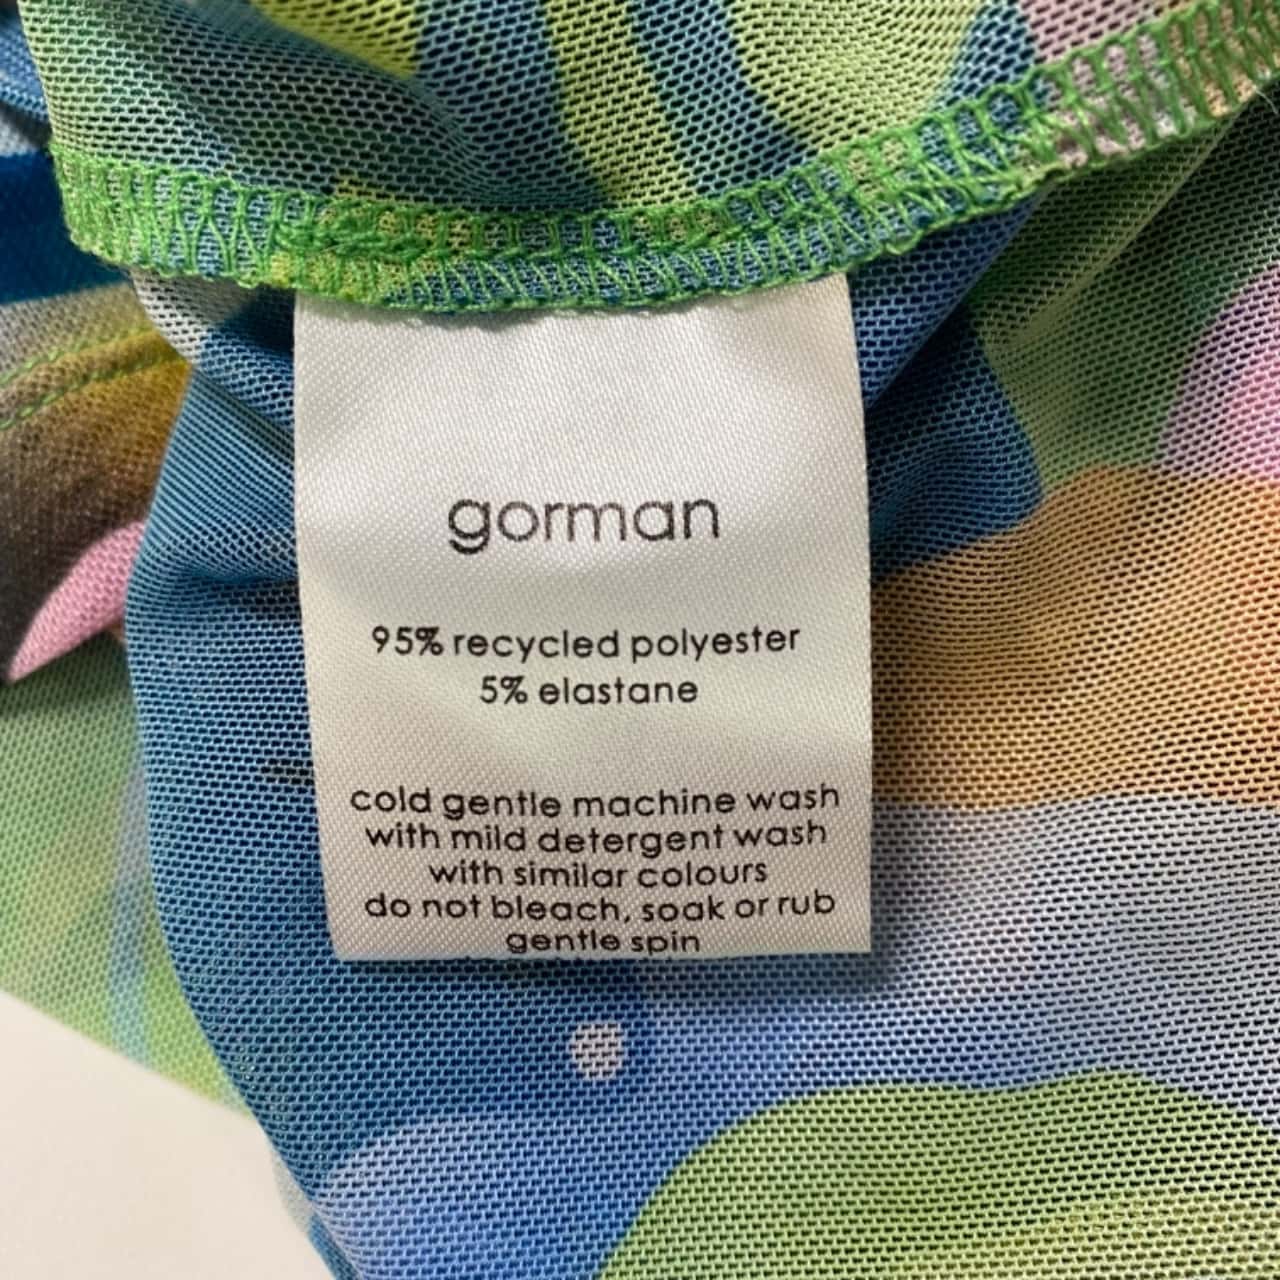 gorman
95% recycled polyester
5% elastane
cold gentle machine wash
with mild detergent wash
with similar colours
do not bleach, soak or rub
gentle spin